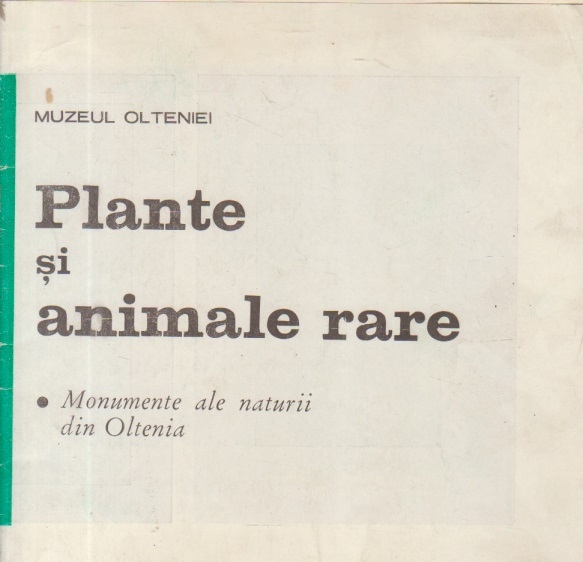 MUZEUL OLTENIEI
Plante
și
animale rare
• Monumente ale naturii
din Oltenia